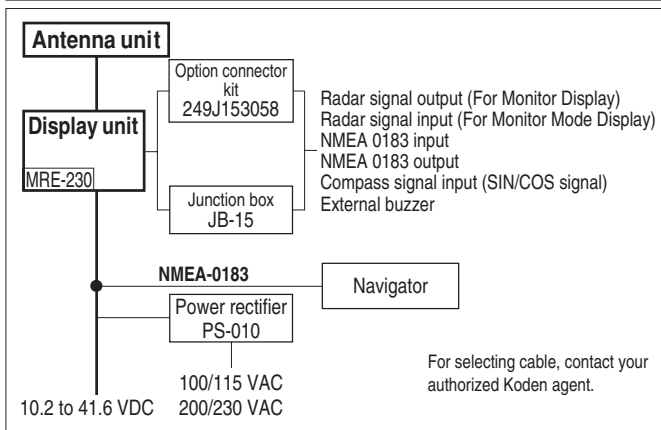 Antenna unit
Option connector
kit
249J153058
Display unit
MRE-230
Junction box
JB-15
Radar signal output (For Monitor Display)
Radar signal input (For Monitor Mode Display)
NMEA 0183 input
NMEA 0183 output
Compass signal input (SIN/COS signal)
External buzzer
NMEA-0183
Navigator
Power rectifier
PS-010
100/115 VAC
200/230 VAC
10.2 to 41.6 VDC
For selecting cable, contact your
authorized Koden agent.